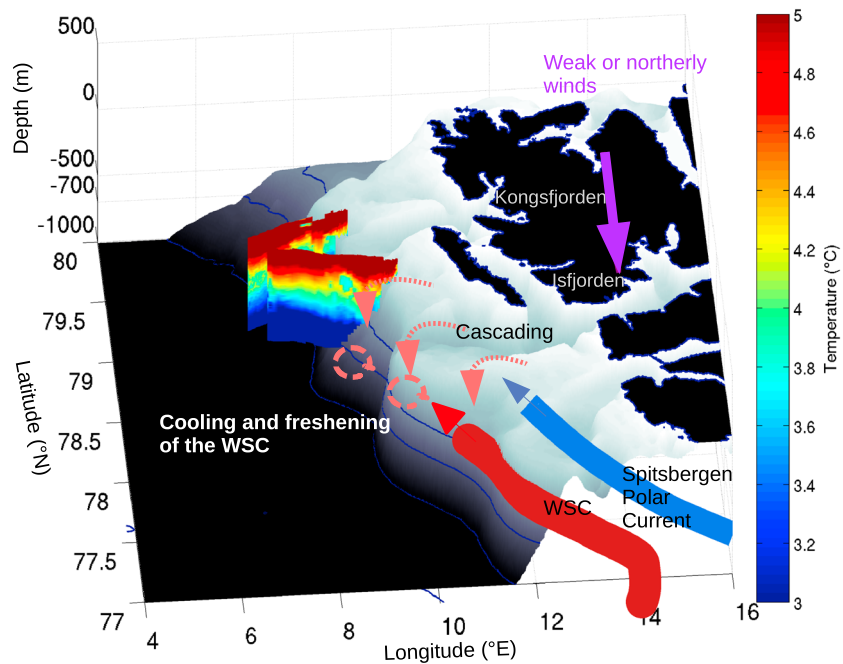 500
0
-500
-700
-1000
Depth (m)
Weak or northerly
winds
Kongsfjorden
Isfjorden
Cascading
Cooling and freshening
of the WSC
WSC
Spitsbergen
Polar
Current
80
79.5
79
78.5
78
77.5
77
Latitude (°N)
4
6
8
10
12
14
16
Longitude (°E)
5
4.8
4.6
4.4
4.2
4
3.8
3.6
3.4
3.2
3
Temperature (°C)